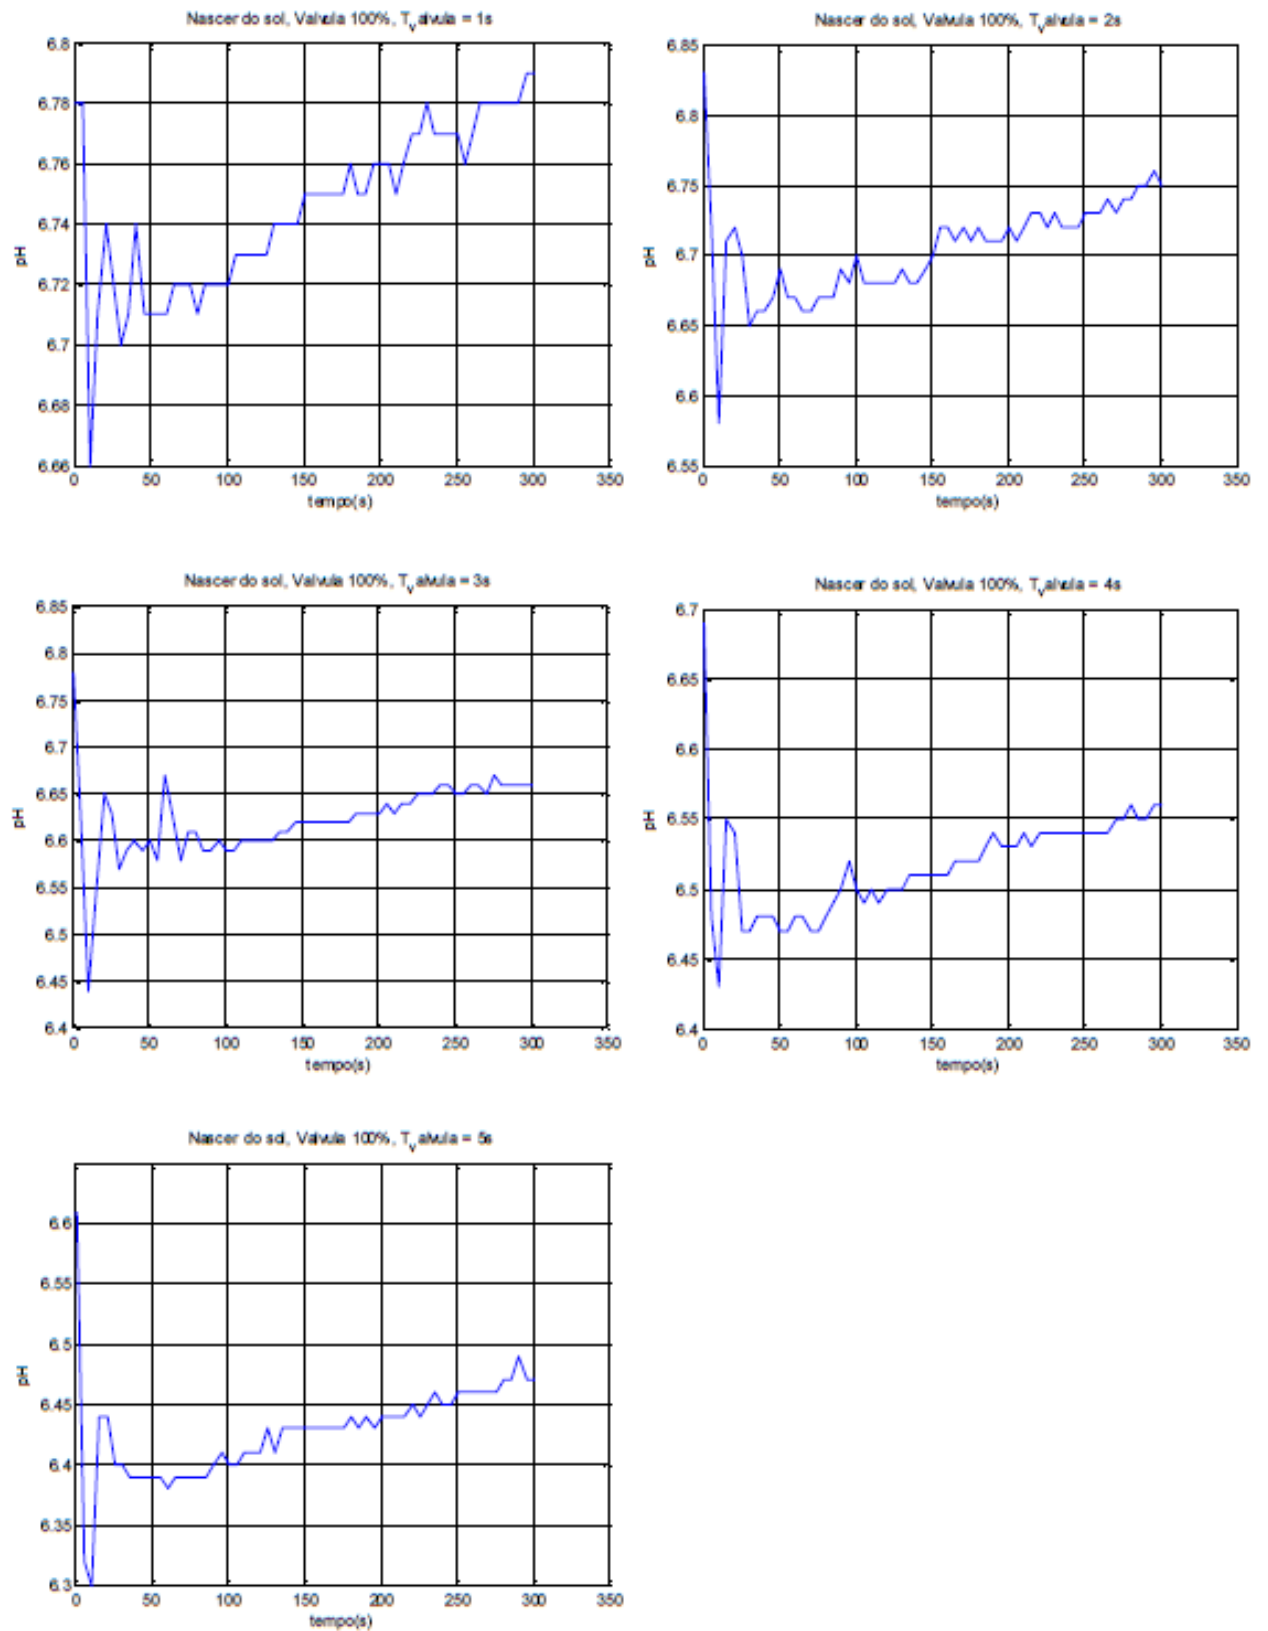 Nascer do sol, Valvula 100%, Tvalvula = 1s
6.8
6.78
6.76
6.74
6.72
6.7
6.68
6.66
pH
0 50 100 150 200 250 300 350
tempo(s)
Nascer do sol, Valvula 100%, Tvalvula = 2s
6.85
6.8
6.75
6.7
6.65
6.6
6.55
pH
0 50 100 150 200 250 300 350
tempo(s)
Nascer do sol, Valvula 100%, Tvalvula = 3s
6.85
6.8
6.75
6.7
6.65
6.6
6.55
6.5
6.45
6.4
pH
0 50 100 150 200 250 300 350
tempo(s)
Nascer do sol, Valvula 100%, Tvalvula = 4s
6.7
6.65
6.6
6.55
6.5
6.45
6.4
pH
0 50 100 150 200 250 300 350
tempo(s)
Nascer do sol, Valvula 100%, Tvalvula = 5s
6.6
6.55
6.5
6.45
6.4
6.35
6.3
pH
0 50 100 150 200 250 300 350
tempo(s)